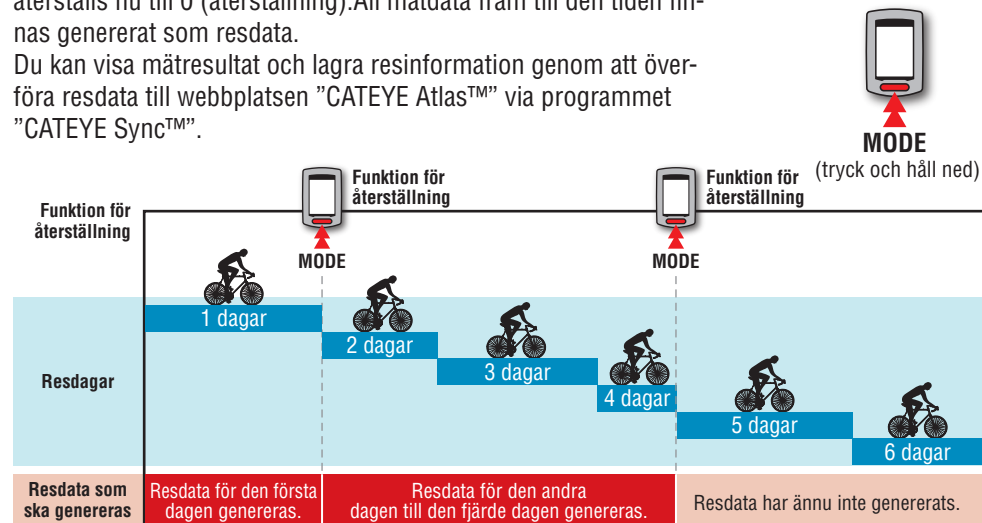 återställs nu till 0 (återställning).All mätdata fram till den tiden fin-
nas genererat som resdata.
Du kan visa mätresultat och lagra resinformation genom att över-
föra resdata till webbplatsen ”CATEYE Atlas™” via programmet
”CATEYE Sync™”.
MODE
(tryck och håll ned)
Funktion för
återställning
Funktion för
återställning
Funktion för
återställning
MODE
MODE
Resdagar
1 dagar
2 dagar
3 dagar
4 dagar
5 dagar
6 dagar
Resdata som
ska genereras
Resdata för den första
dagen genereras.
Resdata för den andra
dagen till den fjärde dagen genereras.
Resdata har ännu inte genererats.